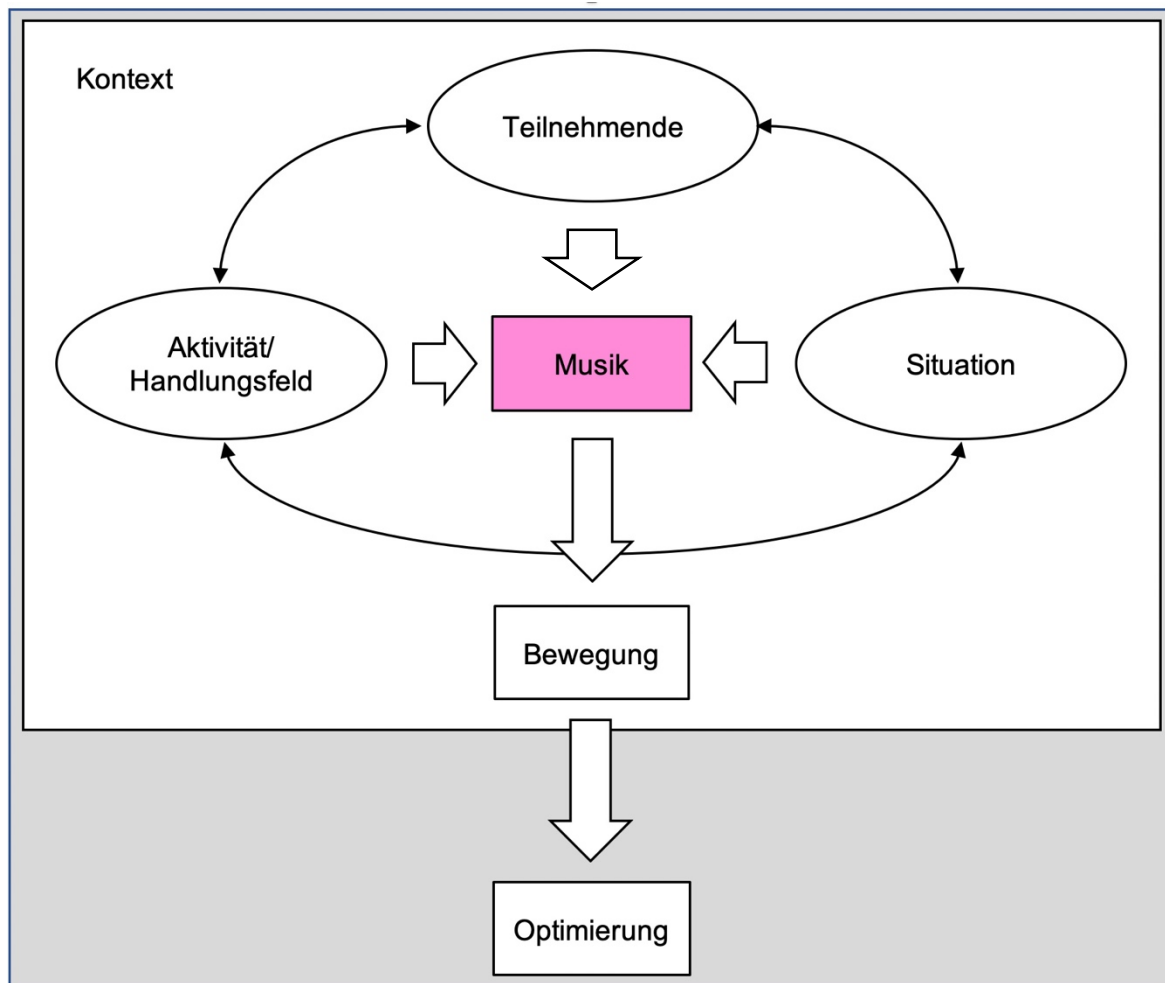 Kontext
Teilnehmende
Aktivität/
Handlungsfeld
Musik
Situation
Bewegung
Optimierung